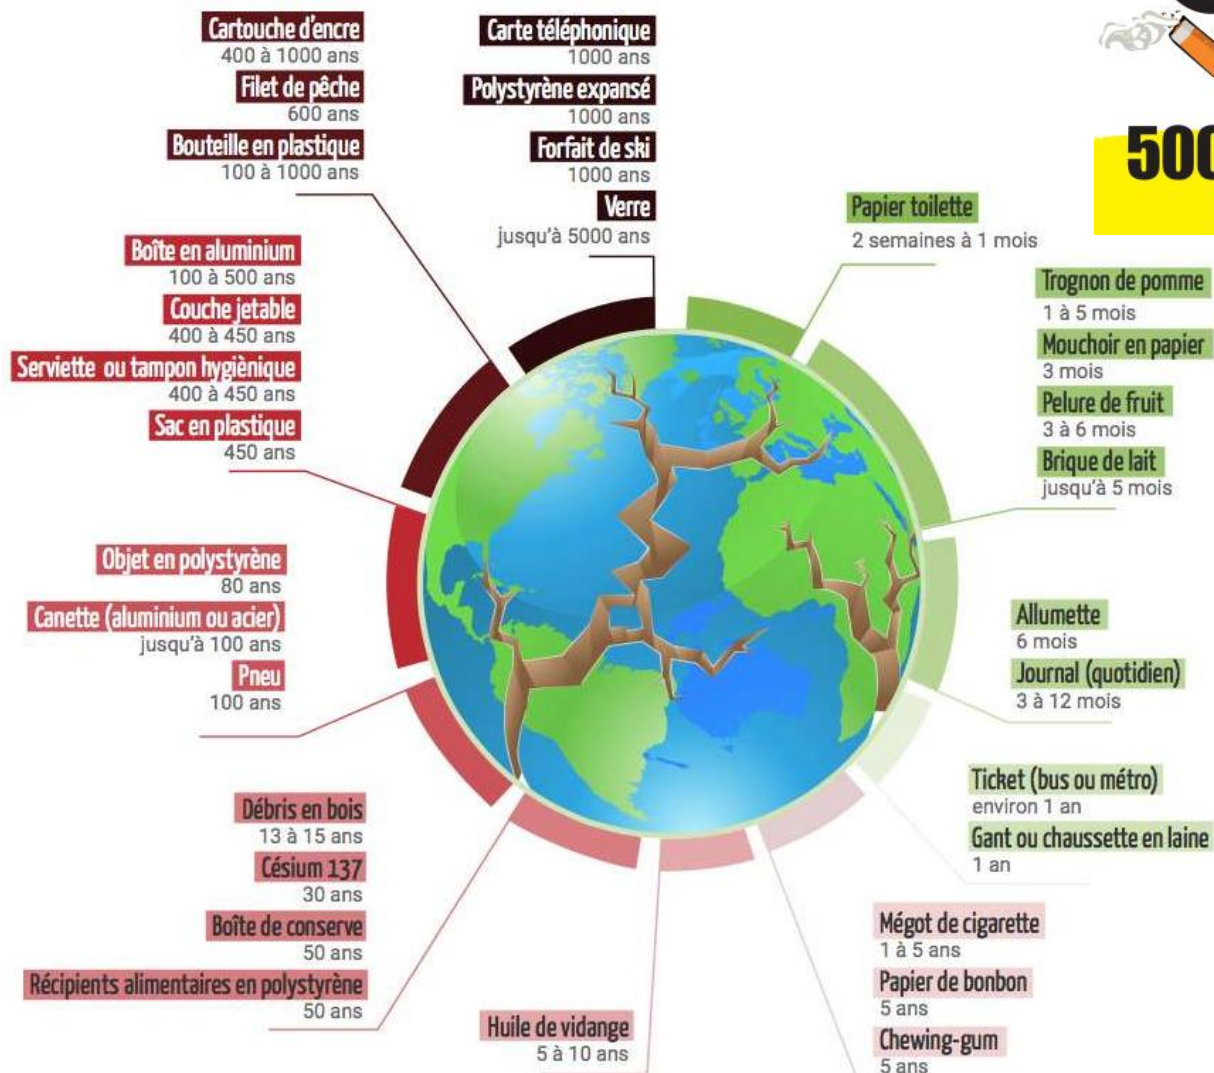 Cartouche d'encre
400 à 1000 ans
Filet de pêche
600 ans
Bouteille en plastique
100 à 1000 ans
Carte téléphonique
1000 ans
Polystyrène expansé
1000 ans
Forfait de ski
1000 ans
Verre
jusqu'à 5000 ans
500
Papier toilette
2 semaines à 1 mois
Trognon de pomme
1 à 5 mois
Mouchoir en papier
3 mois
Pelure de fruit
3 à 6 mois
Brique de lait
jusqu'à 5 mois
Boîte en aluminium
100 à 500 ans
Couche jetable
400 à 450 ans
Serviette ou tampon hygiènique
400 à 450 ans
Sac en plastique
450 ans
Objet en polystyrène
80 ans
Canette (aluminium ou acier)
jusqu'à 100 ans
Pneu
100 ans
Allumette
6 mois
Journal (quotidien)
3 à 12 mois
Ticket (bus ou métro)
environ 1 an
Gant ou chaussette en laine
1 an
Débris en bois
13 à 15 ans
Césium 137
30 ans
Boîte de conserve
50 ans
Récipients alimentaires en polystyrène
50 ans
Huile de vidange
5 à 10 ans
Mégot de cigarette
1 à 5 ans
Papier de bonbon
5 ans
Chewing-gum
5 ans